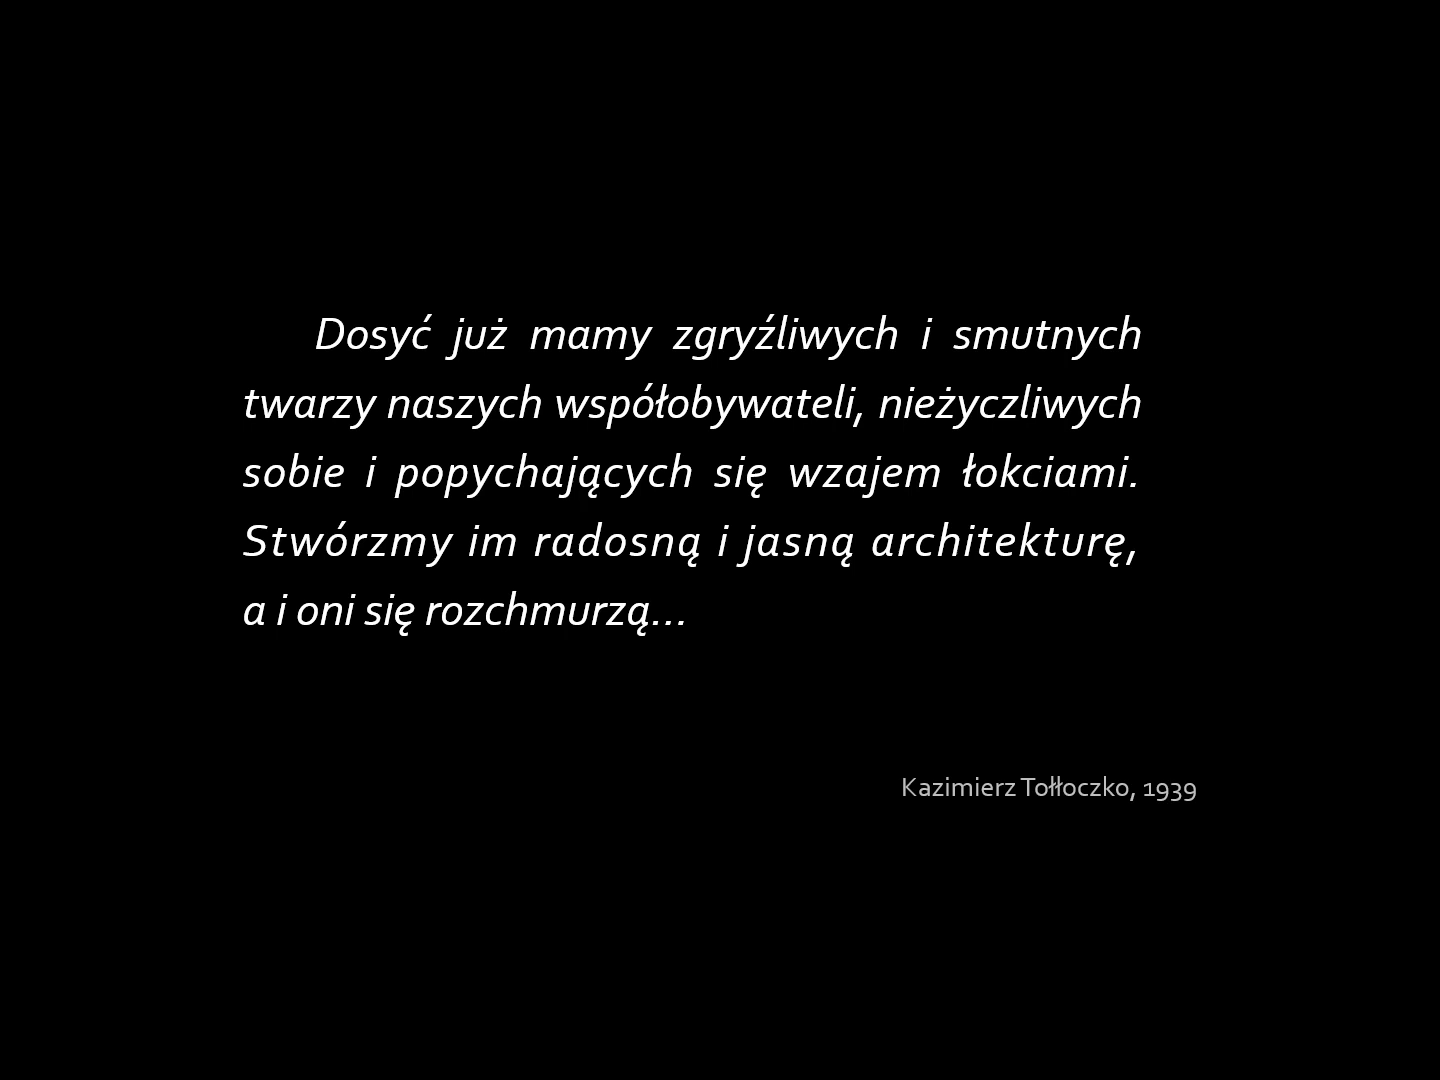 Dosyć już mamy zgryźliwych i smutnych
twarzy naszych współobywateli, nieżyczliwych
sobie i popychających się wzajem łokciami.
Stwórzmy im radosną i jasną architekturę,
a i oni się rozchmurzą...
Kazimierz Tołłoczko, 1939